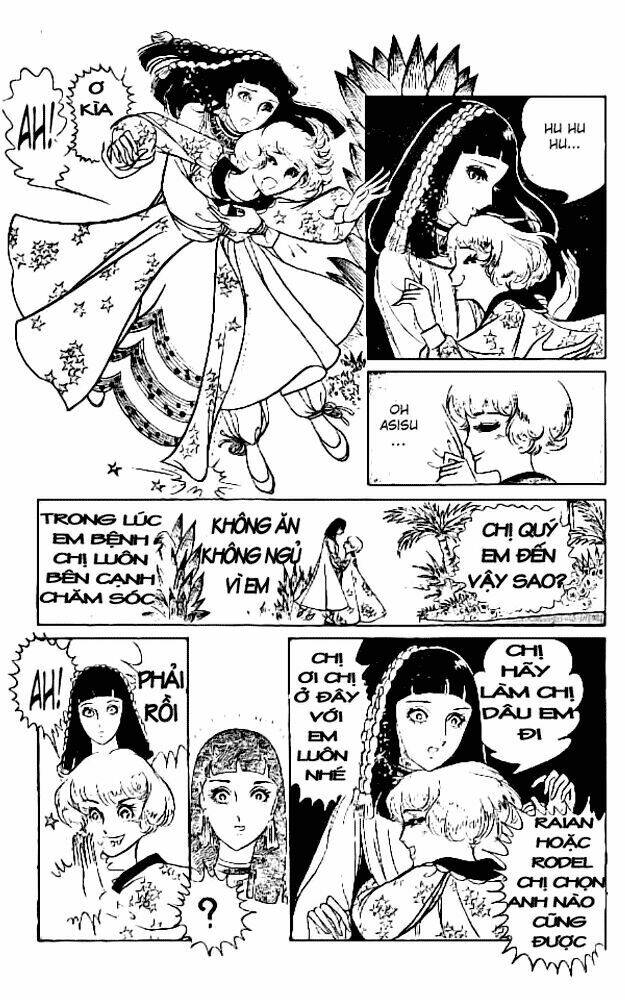 Ơ
KÌA
AH!
HU HU
HU...
OH
ASISU
...
TRONG LÚC
EM BỆNH
CHỊ LUÔN
BÊN CẠNH
CHĂM SÓC
KHÔNG ĂN
KHÔNG NGỦ
VÌ EM
CHỊ QUÝ
EM ĐẾN
VẬY SAO?
AH!
PHẢI
RỒI
?
CHỊ
ƠI CHỊ
Ở ĐÂY
VỚI
EM
LUÔN
NHÉ
CHỊ
HÃY
LÀM CHỊ
DÂU EM
ĐI
RAIAN
HOẶC
RODEL
CHỊ CHỌN
ANH NÀO
CŨNG
ĐƯỢC